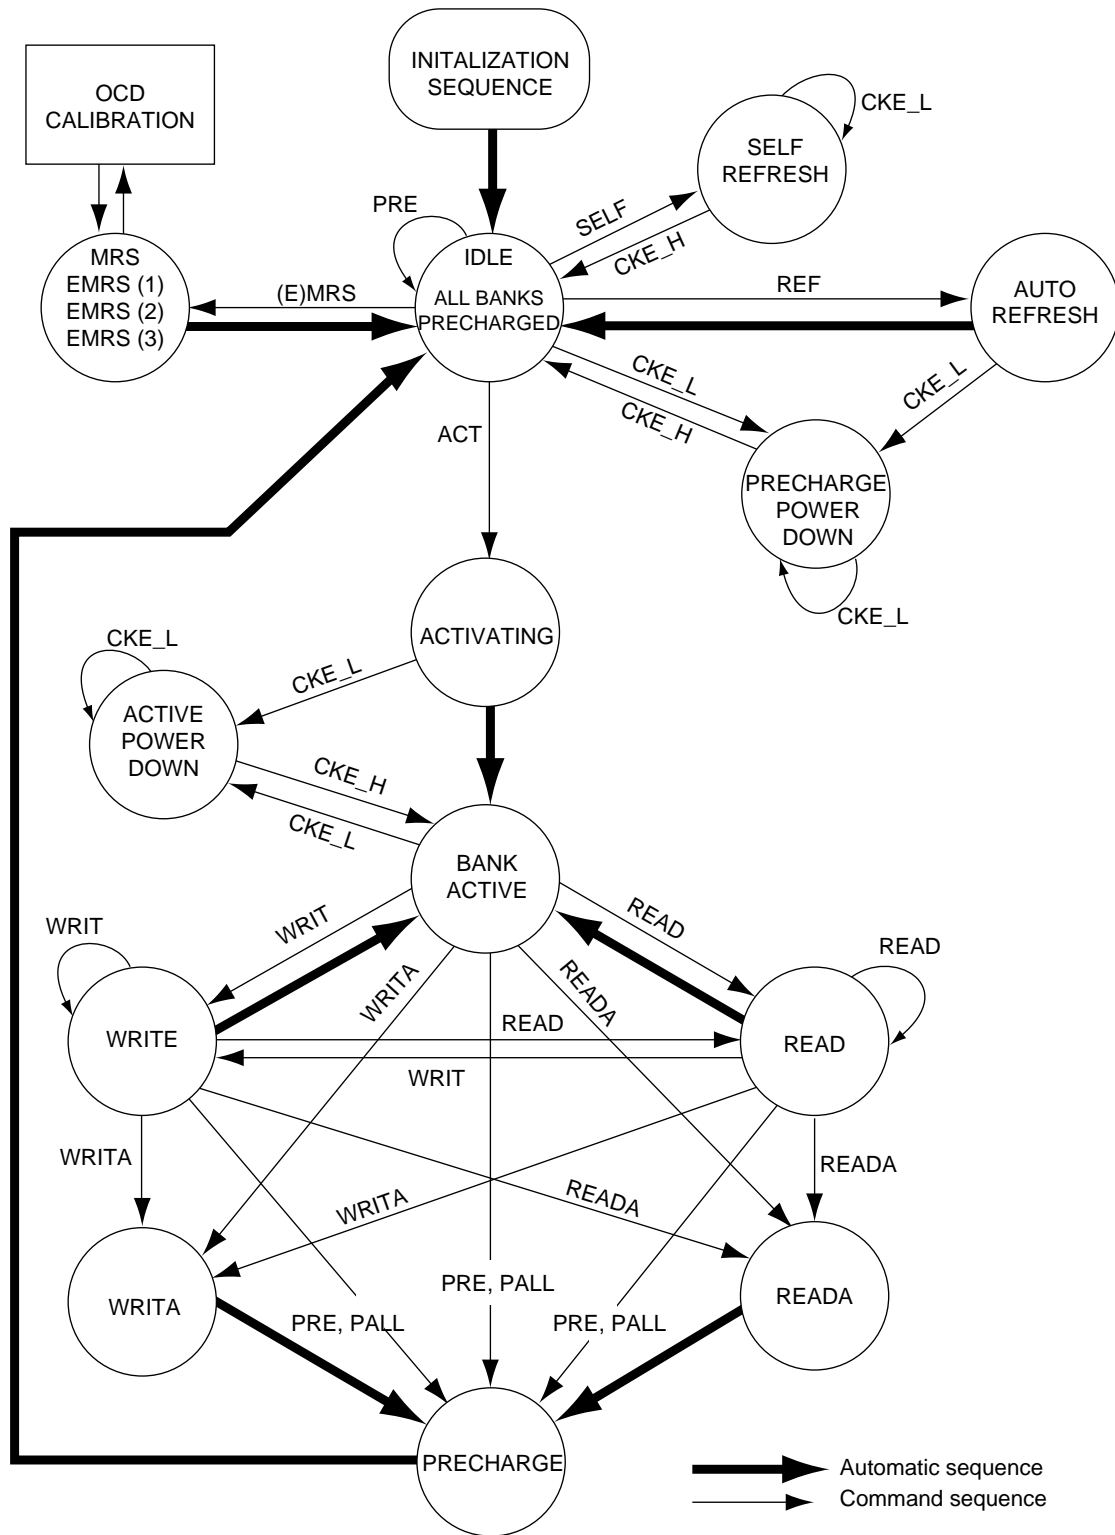 INITALIZATION
SEQUENCE
OCD
CALIBRATION
CKE_L
SELF
REFRESH
PRE
SELF
CKE_H
MRS
EMRS (1)
EMRS (2)
EMRS (3)
(E)MRS
IDLE
ALL BANKS
PRECHARGED
REF
AUTO
REFRESH
CKE_L
CKE_H
CKE_L
ACT
PRECHARGE
POWER
DOWN
CKE_L
ACTIVATING
CKE_L
CKE_L
ACTIVE
POWER
DOWN
CKE_H
CKE_L
BANK
ACTIVE
WRIT
WRIT
READ
READ
WRITA
READA
WRITE
READ
READ
WRIT
WRITA
WRITA
READA
READA
WRITA
PRE, PALL
PRE, PALL
PRE, PALL
READA
PRECHARGE
Automatic sequence
Command sequence